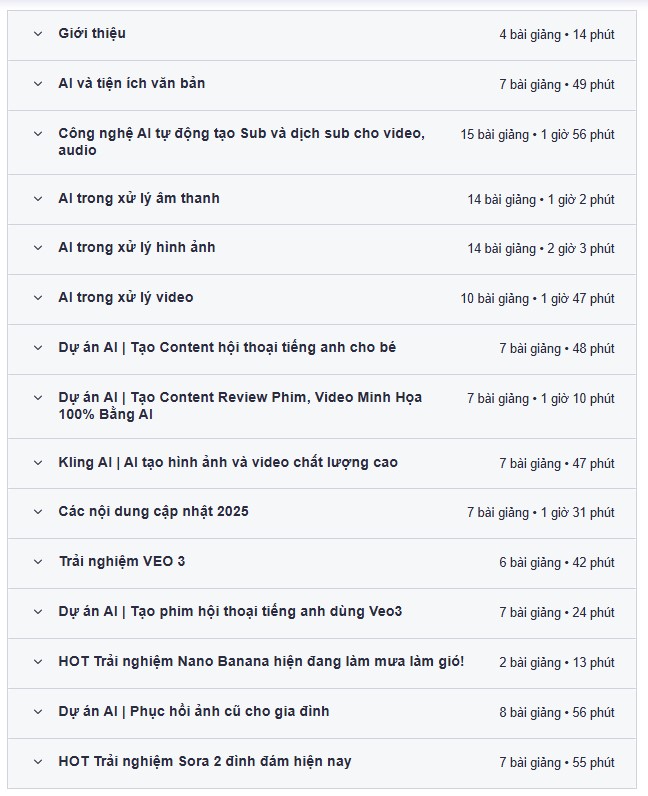 Giới thiệu
4 bài giảng • 14 phút
AI và tiện ích văn bản
7 bài giảng • 49 phút
Công nghệ AI tự động tạo Sub và dịch sub cho video,
audio
15 bài giảng • 1 giờ 56 phút
AI trong xử lý âm thanh
14 bài giảng • 1 giờ 2 phút
AI trong xử lý hình ảnh
14 bài giảng • 2 giờ 3 phút
AI trong xử lý video
10 bài giảng • 1 giờ 47 phút
Dự án AI | Tạo Content hội thoại tiếng anh cho bé
7 bài giảng • 48 phút
Dự án AI | Tạo Content Review Phim, Video Minh Họa
100% Bằng AI
7 bài giảng • 1 giờ 10 phút
Kling AI | AI tạo hình ảnh và video chất lượng cao
7 bài giảng • 47 phút
Các nội dung cập nhật 2025
7 bài giảng • 1 giờ 31 phút
Trải nghiệm VEO 3
6 bài giảng • 42 phút
Dự án AI | Tạo phim hội thoại tiếng anh dùng Veo3
7 bài giảng • 24 phút
HOT Trải nghiệm Nano Banana hiện đang làm mưa làm gió!
2 bài giảng • 13 phút
Dự án AI | Phục hồi ảnh cũ cho gia đình
8 bài giảng • 56 phút
HOT Trải nghiệm Sora 2 đình đám hiện nay
7 bài giảng • 55 phút